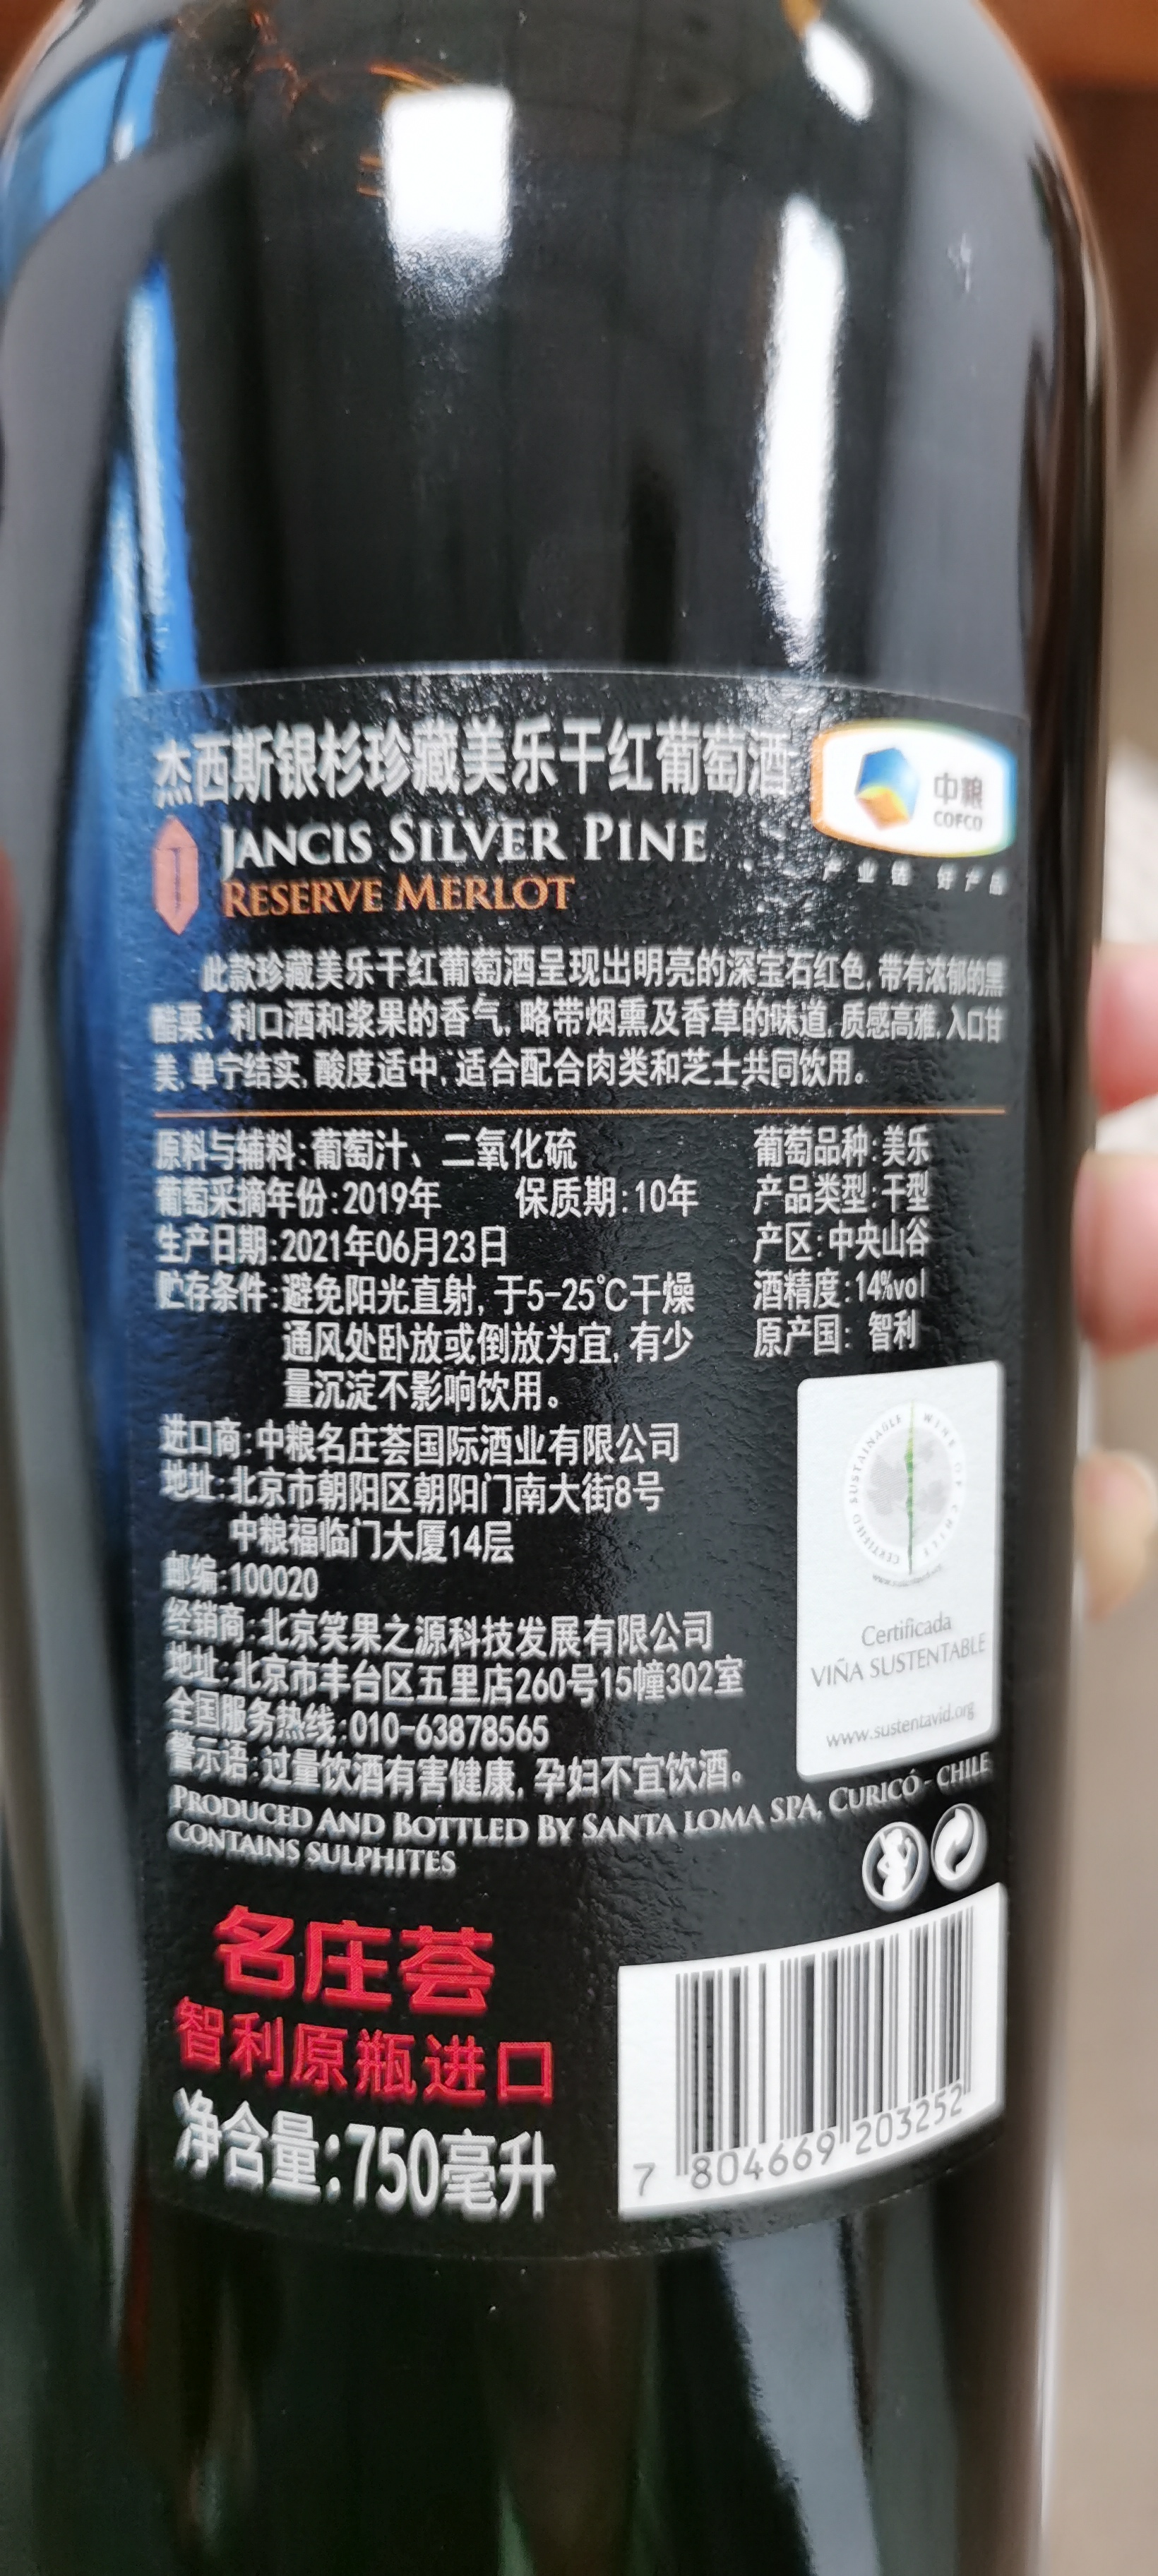 杰西斯银杉珍藏美乐干红葡萄酒
中粮
COFCO
产业链 好产品
JANCIS SILVER PINE
RESERVE MERLOT
此款珍藏美乐干红葡萄酒呈现出明亮的深宝石红色,带有浓郁的黑
醋栗、利口酒和浆果的香气,略带烟熏及香草的味道,质感高雅,入口甘
美,单宁结实,酸度适中,适合配合肉类和芝士共同饮用。
原料与辅料:葡萄汁、二氧化硫
葡萄品种:美乐
葡萄采摘年份:2019年 保质期:10年
产品类型:干型
生产日期:2021年06月23日
产区:中央山谷
贮存条件:避免阳光直射,于5-25℃干燥
酒精度:14%vol
通风处卧放或倒放为宜,有少
原产国:智利
量沉淀不影响饮用。
进口商:中粮名庄荟国际酒业有限公司
地址:北京市朝阳区朝阳门南大街8号
中粮福临门大厦14层
邮编:100020
经销商:北京笑果之源科技发展有限公司
地址:北京市丰台区五里店260号15幢302室
全国服务热线:010-63878565
警示语:过量饮酒有害健康,孕妇不宜饮酒。
CERTIFIED SUSTAINABLE WINE OF CHILE
Certificada
VIÑA SUSTENTABLE
www.sustentavid.org
PRODUCED AND BOTTLED BY SANTA LOMA SPA, CURICÓ - CHILE
CONTAINS SULPHITES
名庄荟
智利原瓶进口
净含量:750毫升
7 804669 203252